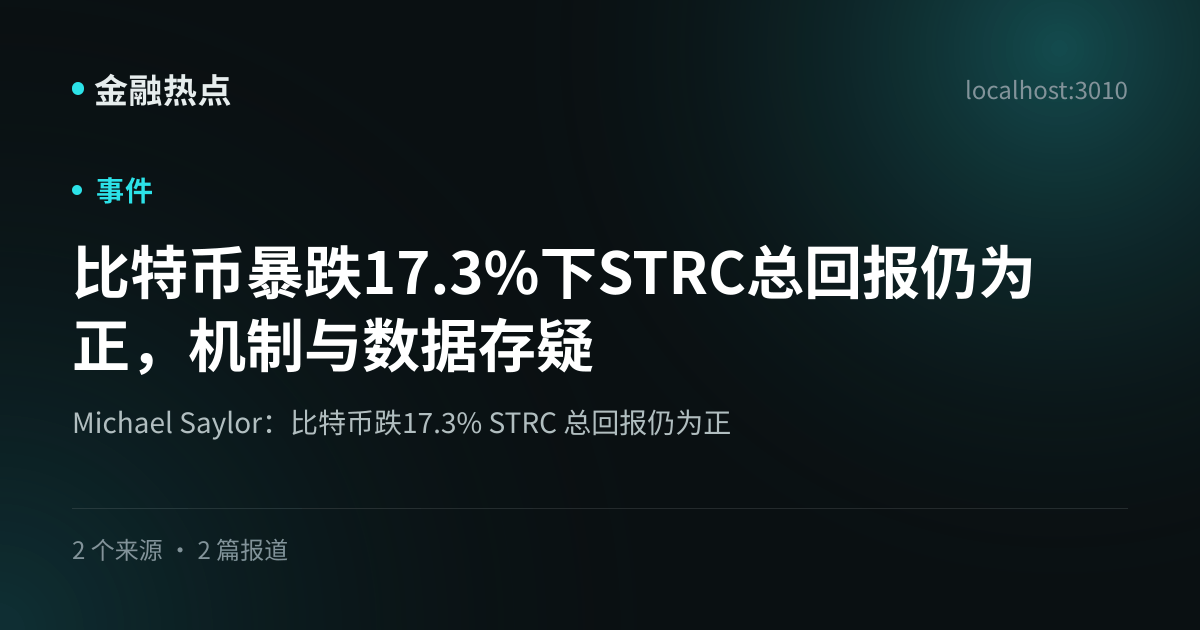 金融热点
localhost:3010
事件
比特币暴跌17.3%下STRC总回报仍为
正，机制与数据存疑
Michael Saylor：比特币跌17.3% STRC 总回报仍为正
2 个来源 · 2 篇报道